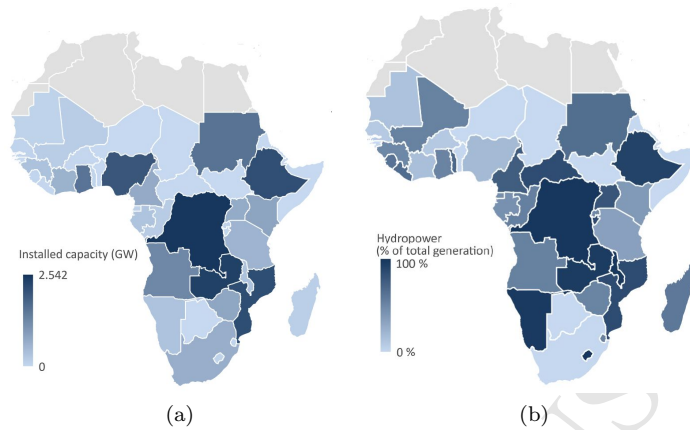 Installed capacity (GW)
2.542
0
Hydropower
(% of total generation)
100 %
0 %
(a)
(b)